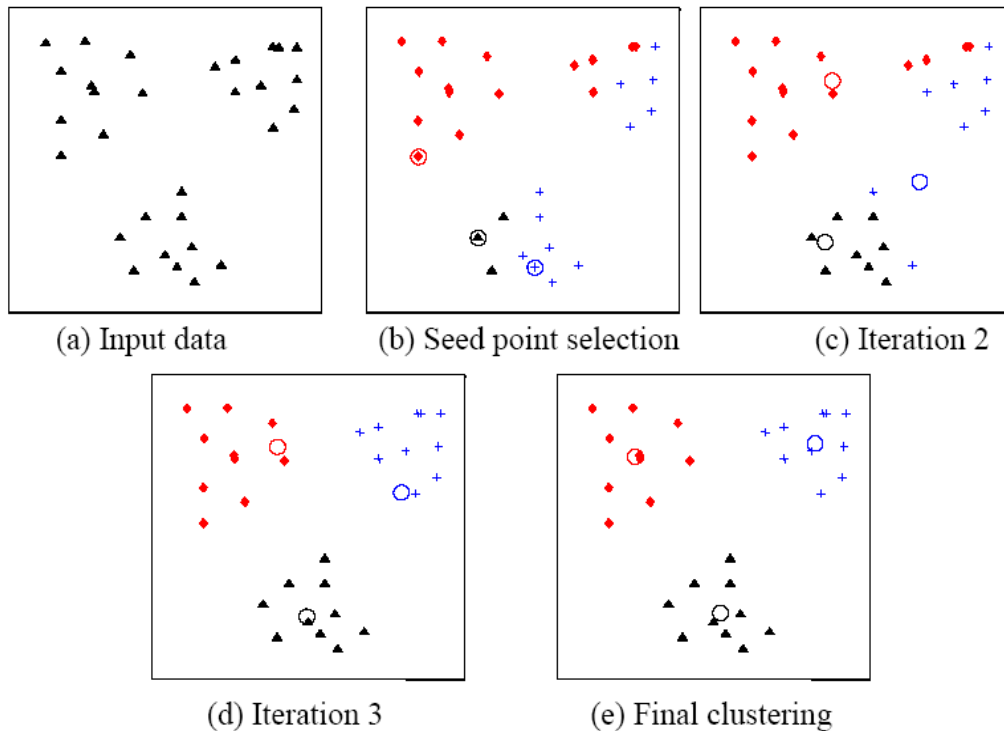 (a) Input data
(b) Seed point selection
(c) Iteration 2
(d) Iteration 3
(e) Final clustering